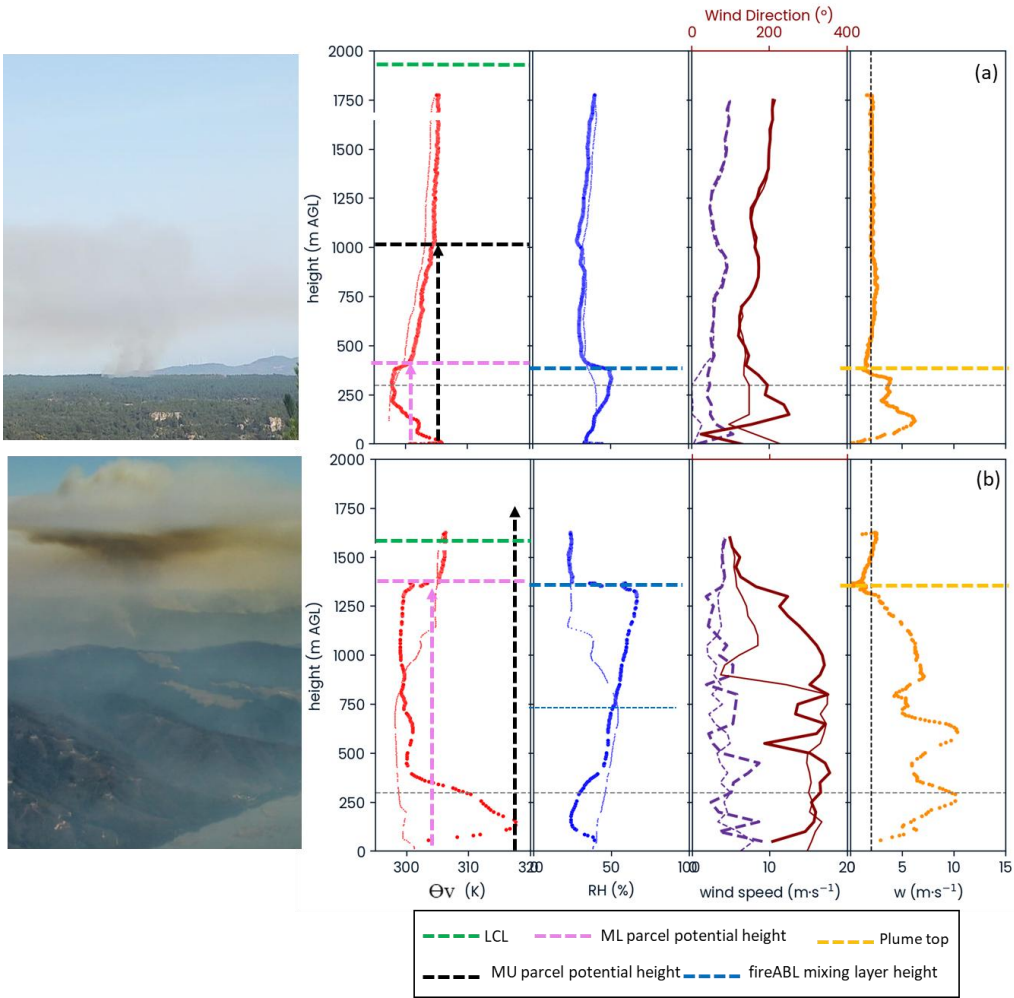 Wind Direction (°)
0 200 400
2000
1750
1500
1250
1000
750
500
250
0
height (m AGL)
(a)
2000
1750
1500
1250
1000
750
500
250
0
height (m AGL)
(b)
300 310 320
20 50 100
0 10 20
0 5 10 15
Θv (K)
RH (%)
wind speed (m·s⁻¹)
w (m·s⁻¹)
LCL
ML parcel potential height
Plume top
MU parcel potential height
fireABL mixing layer height